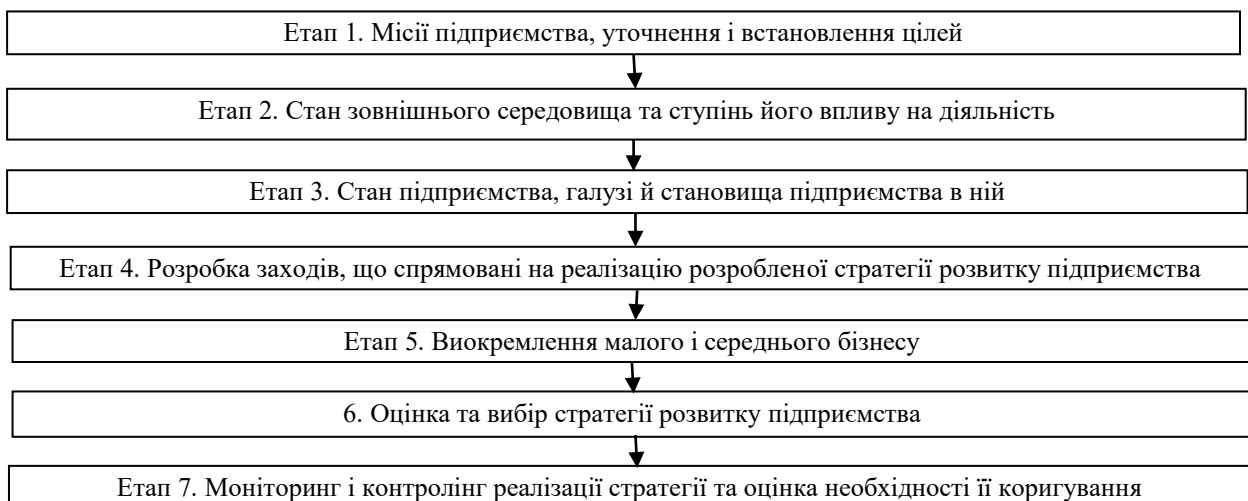 Етап 1. Місії підприємства, уточнення і встановлення цілей
Етап 2. Стан зовнішнього середовища та ступінь його впливу на діяльність
Етап 3. Стан підприємства, галузі й становища підприємства в ній
Етап 4. Розробка заходів, що спрямовані на реалізацію розробленої стратегії розвитку підприємства
Етап 5. Виокремлення малого і середнього бізнесу
6. Оцінка та вибір стратегії розвитку підприємства
Етап 7. Моніторинг і контролінг реалізації стратегії та оцінка необхідності її коригування